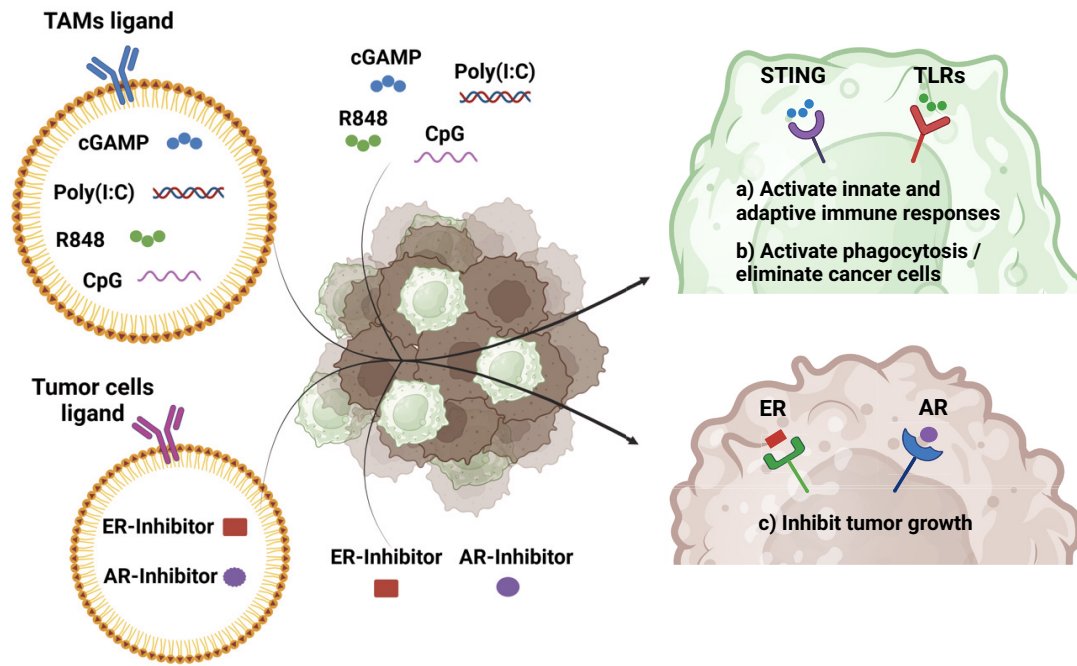 TAMs ligand
cGAMP
Poly(I:C)
R848
CpG
Tumor cells
ligand
ER-Inhibitor
AR-Inhibitor
cGAMP
Poly(I:C)
R848
CpG
ER-Inhibitor
AR-Inhibitor
STING
TLRs
a) Activate innate and
adaptive immune responses
b) Activate phagocytosis /
eliminate cancer cells
ER
AR
c) Inhibit tumor growth